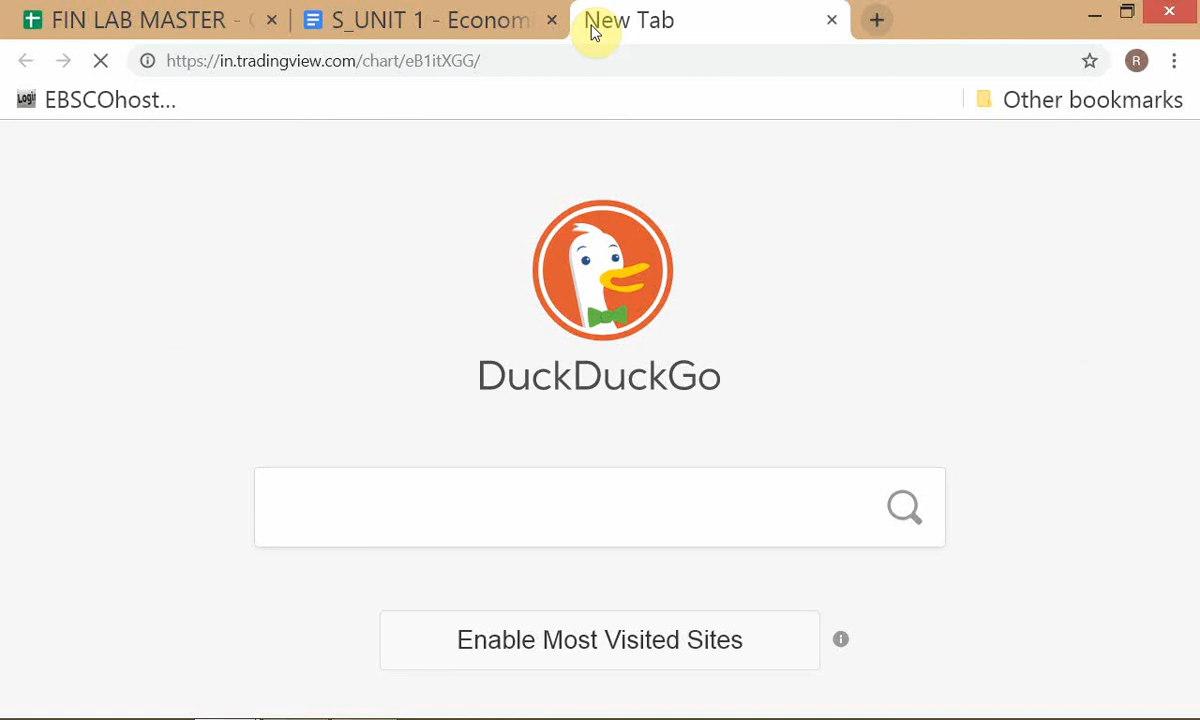 FIN LAB MASTER - S_UNIT 1 - Econom New Tab
https://in.tradingview.com/chart/eB1itXGG/ R
Login EBSCOhost... Other bookmarks
DuckDuckGo
Enable Most Visited Sites